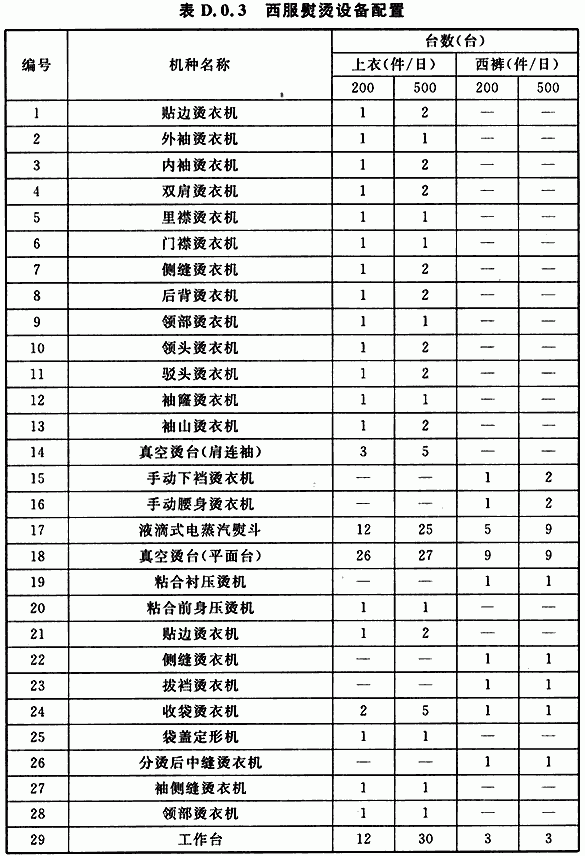 表 D.0.3 西服熨烫设备配置
编号 机种名称 台数(台)
上衣(件/日) 西裤(件/日)
200 500 200 500
1 贴边烫衣机 1 2 — —
2 外袖烫衣机 1 1 — —
3 内袖烫衣机 1 2 — —
4 双肩烫衣机 1 2 — —
5 里襟烫衣机 1 1 — —
6 门襟烫衣机 1 1 — —
7 侧缝烫衣机 1 2 — —
8 后背烫衣机 1 2 — —
9 领部烫衣机 1 1 — —
10 领头烫衣机 1 2 — —
11 驳头烫衣机 1 2 — —
12 袖窿烫衣机 1 1 — —
13 袖山烫衣机 1 2 — —
14 真空烫台(肩连袖) 3 5 — —
15 手动下裆烫衣机 — — 1 2
16 手动腰身烫衣机 — — 1 2
17 液滴式电蒸汽熨斗 12 25 5 9
18 真空烫台(平面台) 26 27 9 9
19 粘合衬压烫机 — — 1 1
20 粘合前身压烫机 1 1 — —
21 贴边烫衣机 1 2 — —
22 侧缝烫衣机 — — 1 1
23 拔裆烫衣机 — — 1 1
24 收袋烫衣机 2 5 1 1
25 袋盖定形机 1 1 — —
26 分烫后中缝烫衣机 — — 1 1
27 袖侧缝烫衣机 1 1 — —
28 领部烫衣机 1 1 — —
29 工作台 12 30 3 3